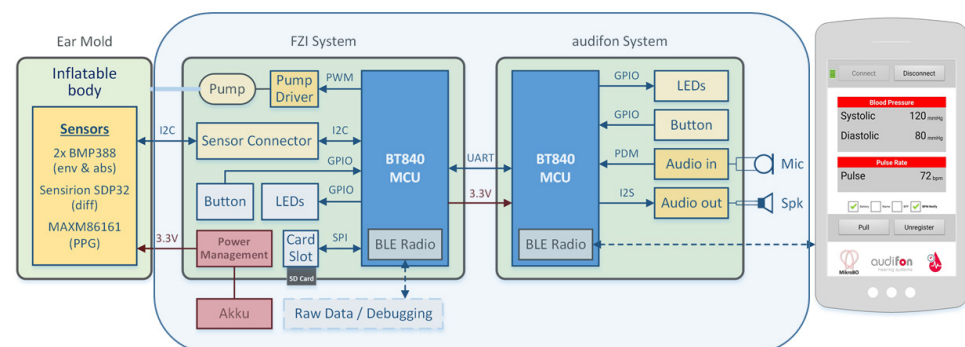 Ear Mold
FZI System
audifon System
Inflatable
body
Sensors
2x BMP388
(env & abs)
Sensirion SDP32
(diff)
MAXM86161
(PPG)
I2C
3.3V
Pump
Pump
Driver
PWM
Sensor Connector
I2C
GPIO
Button
LEDs
GPIO
Power
Management
Card
Slot
SPI
SD Card
Akku
Raw Data / Debugging
BT840
MCU
BLE Radio
UART
3.3V
BT840
MCU
BLE Radio
GPIO
LEDs
GPIO
Button
PDM
Audio in
Mic
I2S
Audio out
Spk
Connect
Disconnect
Blood Pressure
Systolic
120 mmHg
Diastolic
80 mmHg
Pulse Rate
Pulse
72 bpm
Pull
Unregister
MikroBO
audifon
hearing systems